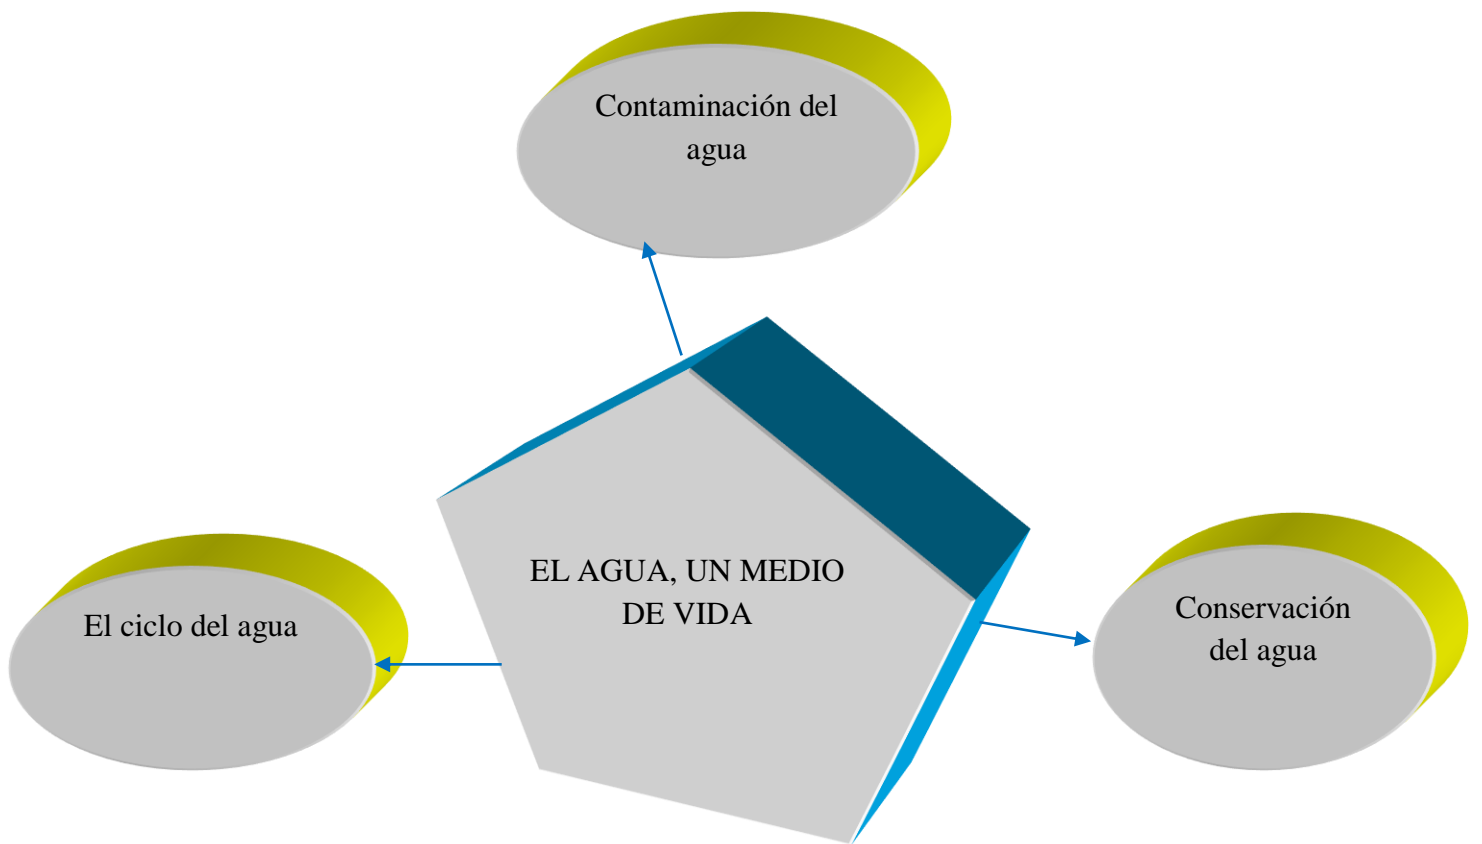 Contaminación del
agua
EL AGUA, UN MEDIO
DE VIDA
El ciclo del agua
Conservación
del agua